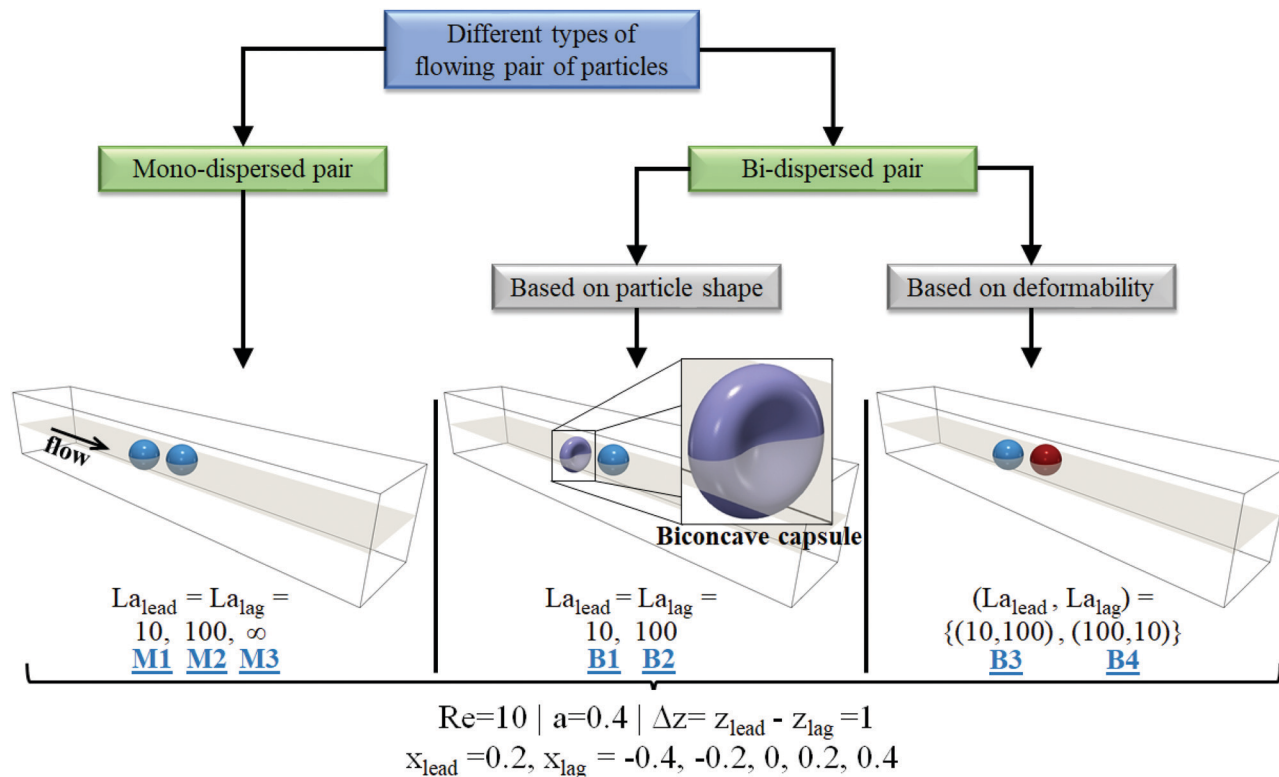 Different types of
flowing pair of particles
Mono-dispersed pair
Bi-dispersed pair
Based on particle shape
Based on deformability
flow
Biconcave capsule
La_lead = La_lag =
10, 100, ∞
M1 M2 M3
La_lead = La_lag =
10, 100
B1 B2
(La_lead , La_lag) =
{(10,100) , (100,10)}
B3 B4
Re=10 | a=0.4 | Δz= z_lead - z_lag =1
x_lead =0.2, x_lag = -0.4, -0.2, 0, 0.2, 0.4